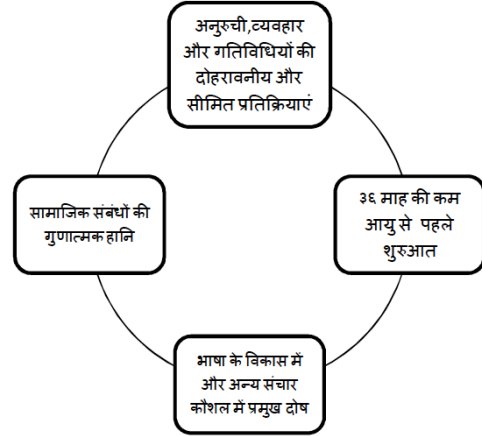 अनुरुची,व्यवहार
और गतिविधियों की
दोहरावनीय और
सीमित प्रतिक्रियाएं
सामाजिक संबंधों की
गुणात्मक हानि
३६ माह की कम
आयु से पहले
शुरुआत
भाषा के विकास में
और अन्य संचार
कौशल में प्रमुख दोष